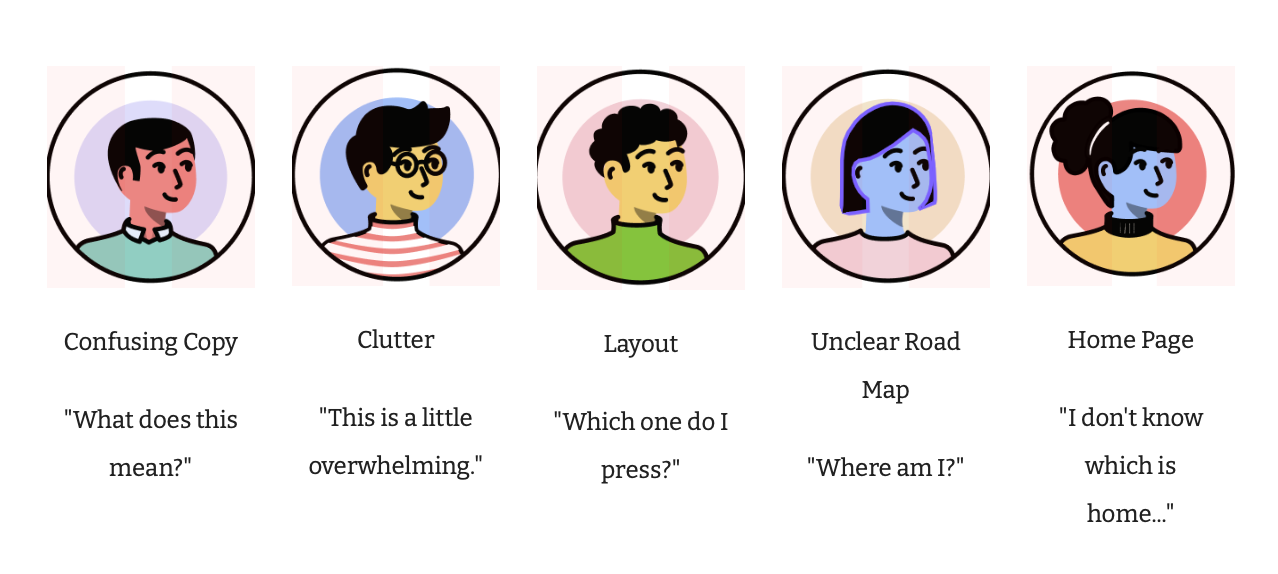 Confusing Copy
"What does this
mean?"
Clutter
"This is a little
overwhelming."
Layout
"Which one do I
press?"
Unclear Road
Map
"Where am I?"
Home Page
"I don't know
which is
home..."